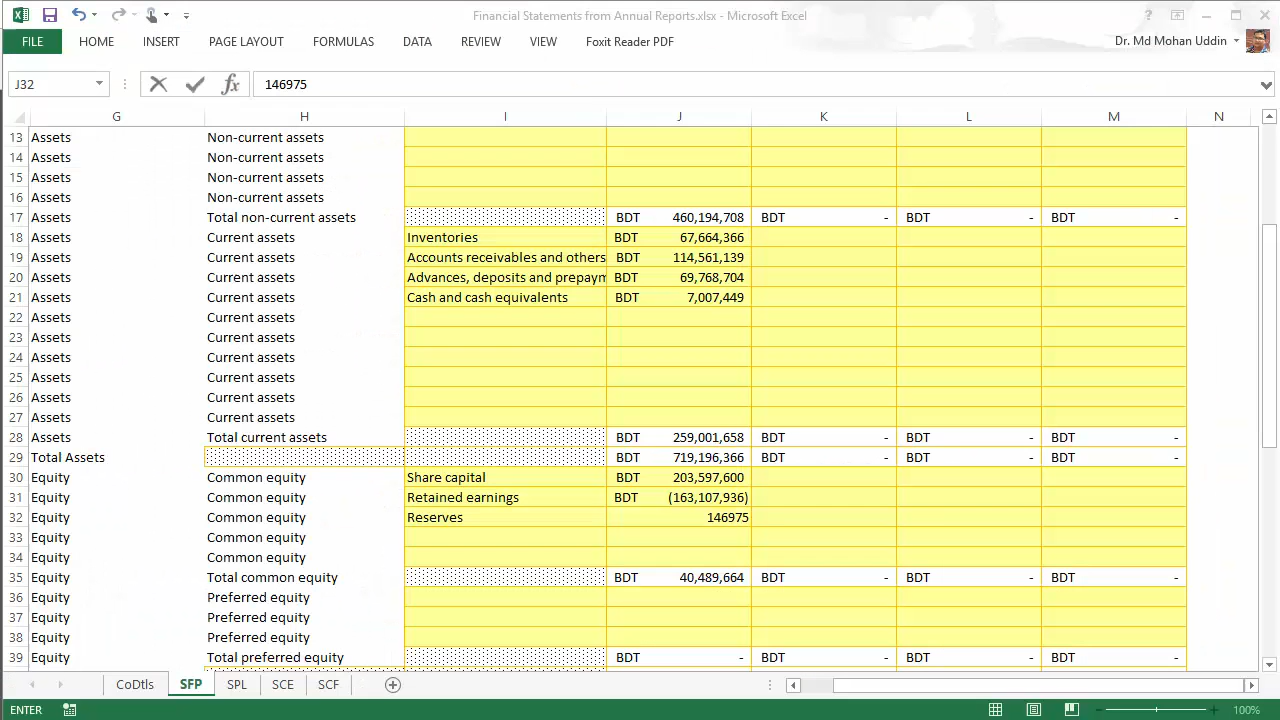 Financial Statements from Annual Reports.xlsx - Microsoft Excel
FILE HOME INSERT PAGE LAYOUT FORMULAS DATA REVIEW VIEW Foxit Reader PDF Dr. Md Mohan Uddin
J32 fx 146975
G H I J K L M N
13 Assets Non-current assets
14 Assets Non-current assets
15 Assets Non-current assets
16 Assets Non-current assets
17 Assets Total non-current assets BDT 460,194,708 BDT - BDT - BDT -
18 Assets Current assets Inventories BDT 67,664,366
19 Assets Current assets Accounts receivables and others BDT 114,561,139
20 Assets Current assets Advances, deposits and prepaym BDT 69,768,704
21 Assets Current assets Cash and cash equivalents BDT 7,007,449
22 Assets Current assets
23 Assets Current assets
24 Assets Current assets
25 Assets Current assets
26 Assets Current assets
27 Assets Current assets
28 Assets Total current assets BDT 259,001,658 BDT - BDT - BDT -
29 Total Assets BDT 719,196,366 BDT - BDT - BDT -
30 Equity Common equity Share capital BDT 203,597,600
31 Equity Common equity Retained earnings BDT (163,107,936)
32 Equity Common equity Reserves 146975
33 Equity Common equity
34 Equity Common equity
35 Equity Total common equity BDT 40,489,664 BDT - BDT - BDT -
36 Equity Preferred equity
37 Equity Preferred equity
38 Equity Preferred equity
39 Equity Total preferred equity BDT - BDT - BDT - BDT -
CoDtls SFP SPL SCE SCF
ENTER 100%